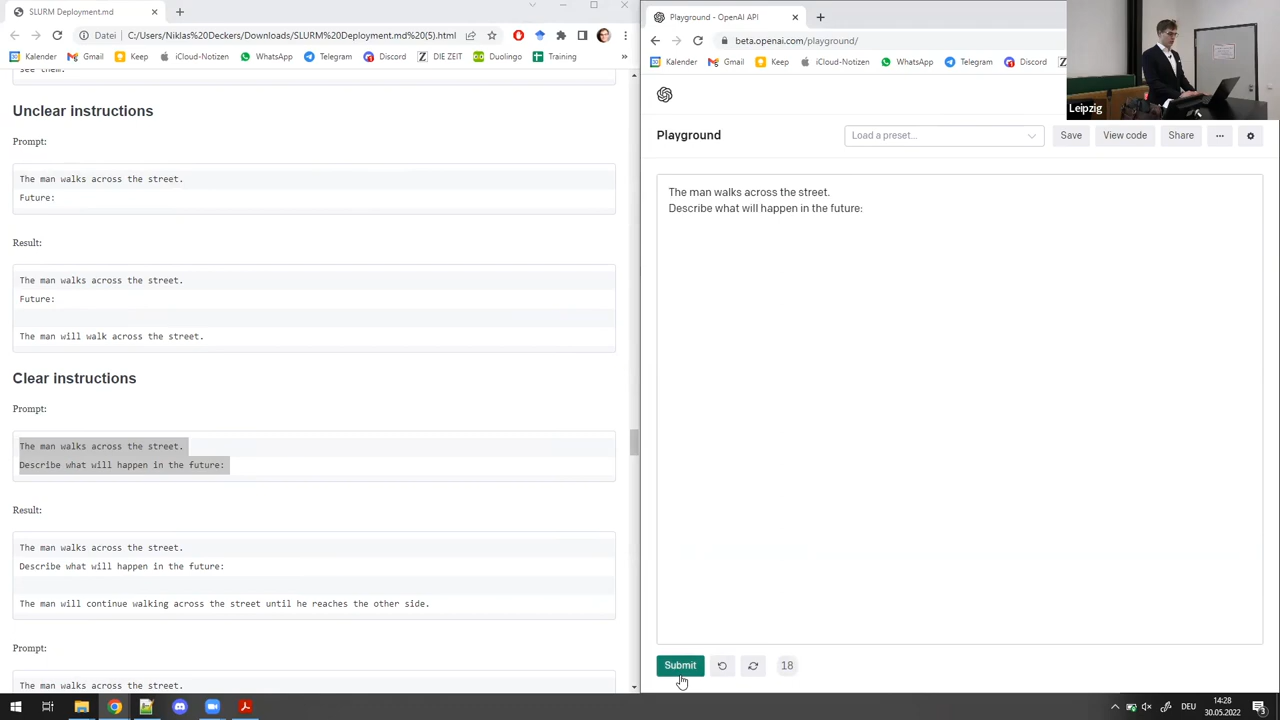 SLURM Deployment.md
Datei
C:/Users/Niklas%20Deckers/Downloads/SLURM%20Deployment.md%20(5).html
Kalender
Gmail
Keep
iCloud-Notizen
WhatsApp
Telegram
Discord
DIE ZEIT
Duolingo
Training
»
see them.
Unclear instructions
Prompt:
The man walks across the street.
Future:
Result:
The man walks across the street.
Future:
The man will walk across the street.
Clear instructions
Prompt:
The man walks across the street.
Describe what will happen in the future:
Result:
The man walks across the street.
Describe what will happen in the future:
The man will continue walking across the street until he reaches the other side.
Prompt:
The man walks across the street.
Playground - OpenAI API
beta.openai.com/playground/
Kalender
Gmail
Keep
iCloud-Notizen
WhatsApp
Telegram
Discord
Leipzig
Playground
Load a preset...
Save
View code
Share
...
The man walks across the street.
Describe what will happen in the future:
Submit
18
DEU
14:28
30.05.2022
3